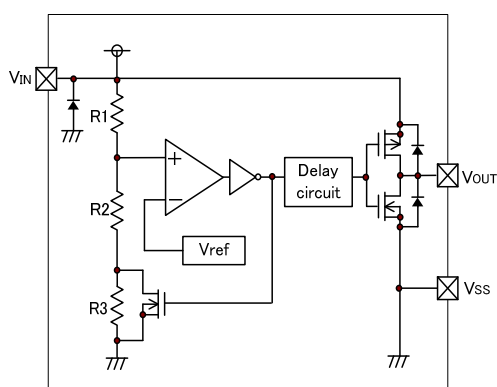 VIN
R1
+
−
Delay
circuit
VOUT
R2
Vref
R3
VSS